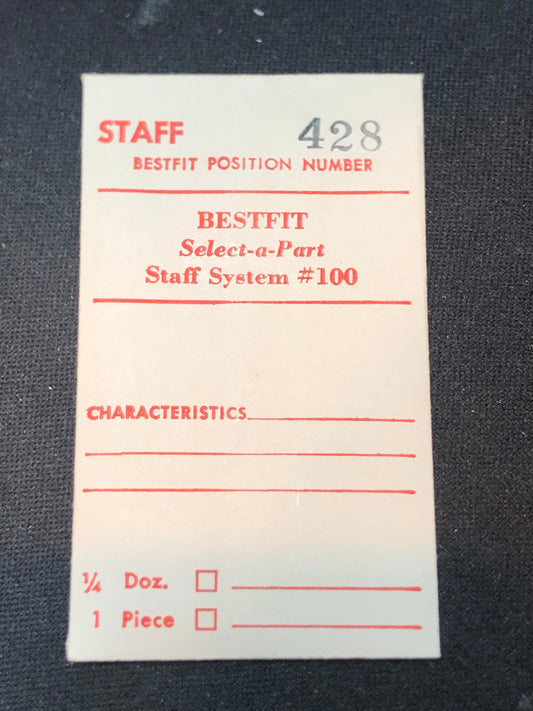 STAFF 428
BESTFIT POSITION NUMBER
BESTFIT
Select-a-Part
Staff System #100
CHARACTERISTICS
¼ Doz.
1 Piece